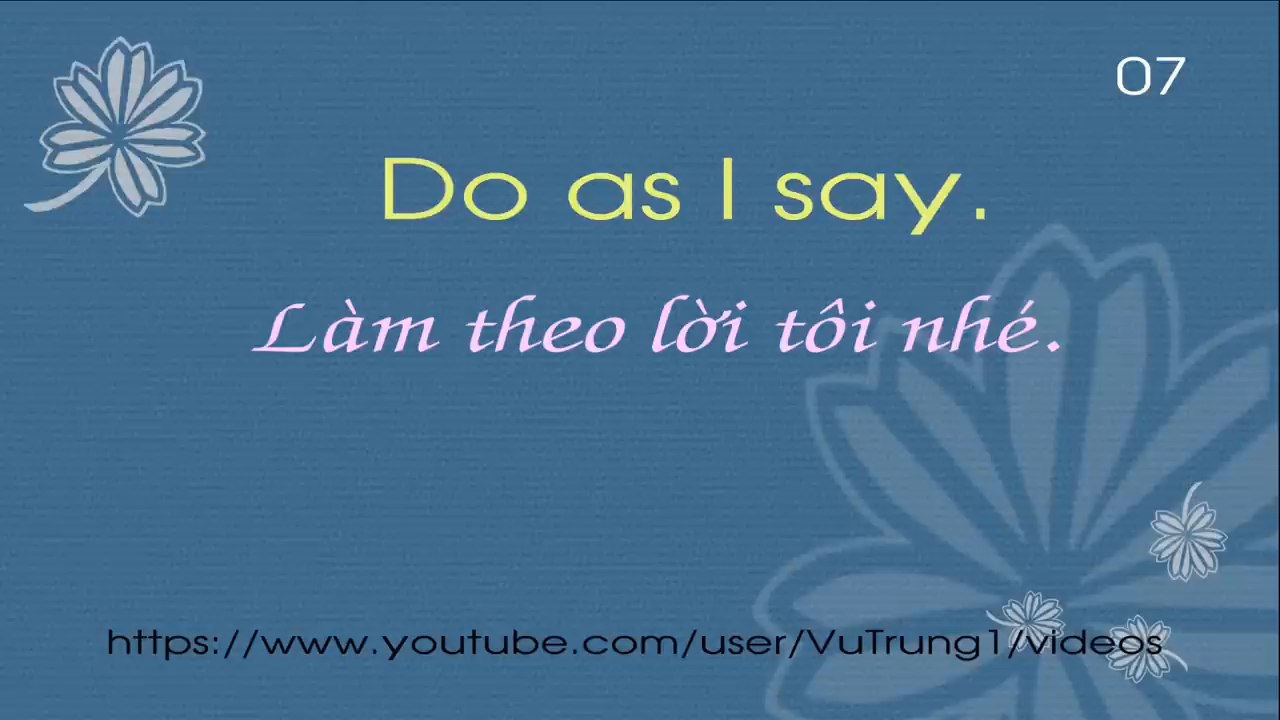 07
Do as I say.
Làm theo lời tôi nhé.
https://www.youtube.com/user/VuTrung1/videos